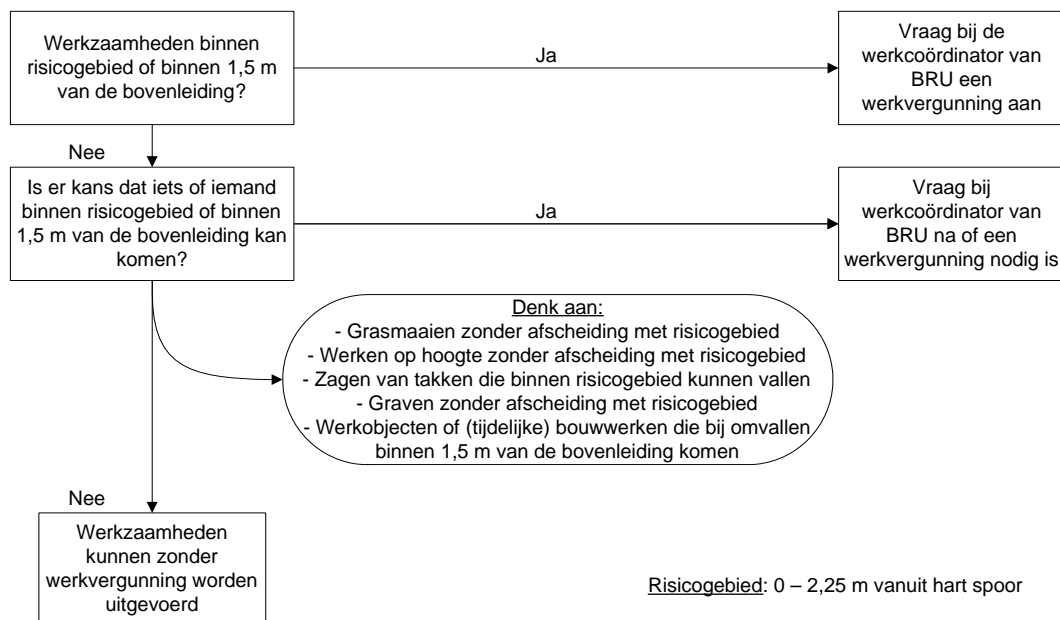 Werkzaamheden binnen
risicogebied of binnen 1,5 m
van de bovenleiding?
Ja
Vraag bij de
werkcoördinator van
BRU een
werkvergunning aan
Nee
Is er kans dat iets of iemand
binnen risicogebied of binnen
1,5 m van de bovenleiding kan
komen?
Ja
Vraag bij
werkcoördinator van
BRU na of een
werkvergunning nodig is
Denk aan:
- Grasmaaien zonder afscheiding met risicogebied
- Werken op hoogte zonder afscheiding met risicogebied
- Zagen van takken die binnen risicogebied kunnen vallen
- Graven zonder afscheiding met risicogebied
- Werkobjecten of (tijdelijke) bouwwerken die bij omvallen
binnen 1,5 m van de bovenleiding komen
Nee
Werkzaamheden
kunnen zonder
werkvergunning worden
uitgevoerd
Risicogebied: 0 – 2,25 m vanuit hart spoor